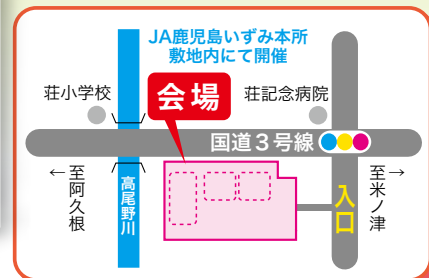 JA鹿児島いずみ本所
敷地内にて開催
荘小学校
会場
荘記念病院
国道3号線
←至阿久根
高尾野川
入口
至米ノ津→